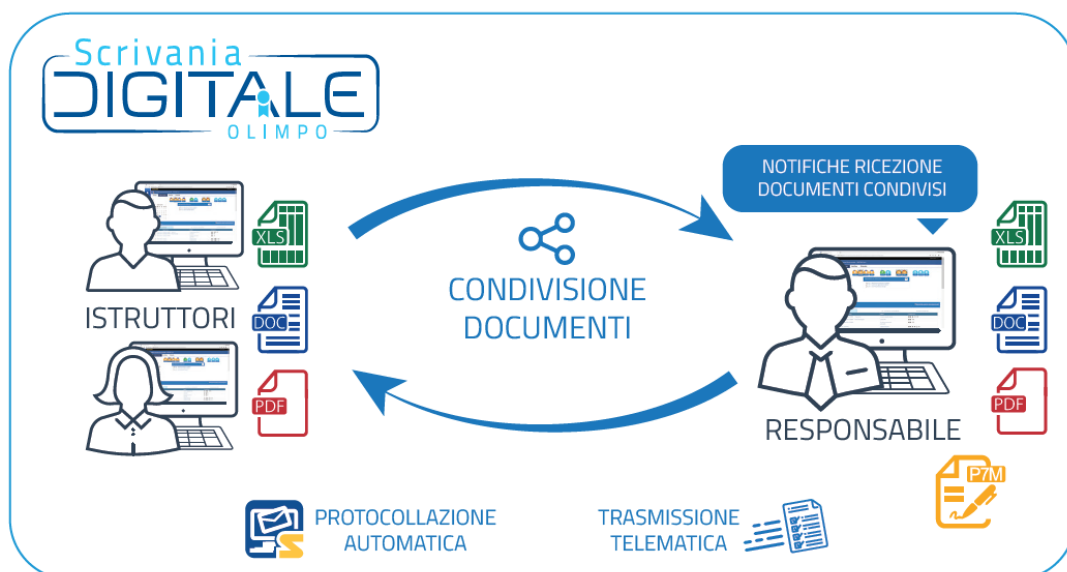 Scrivania
DIGITALE
OLIMPO
NOTIFICHE RICEZIONE
DOCUMENTI CONDIVISI
XLS
DOC
PDF
ISTRUTTORI
CONDIVISIONE
DOCUMENTI
XLS
DOC
PDF
RESPONSABILE
P7M
PROTOCOLLAZIONE
AUTOMATICA
TRASMISSIONE
TELEMATICA